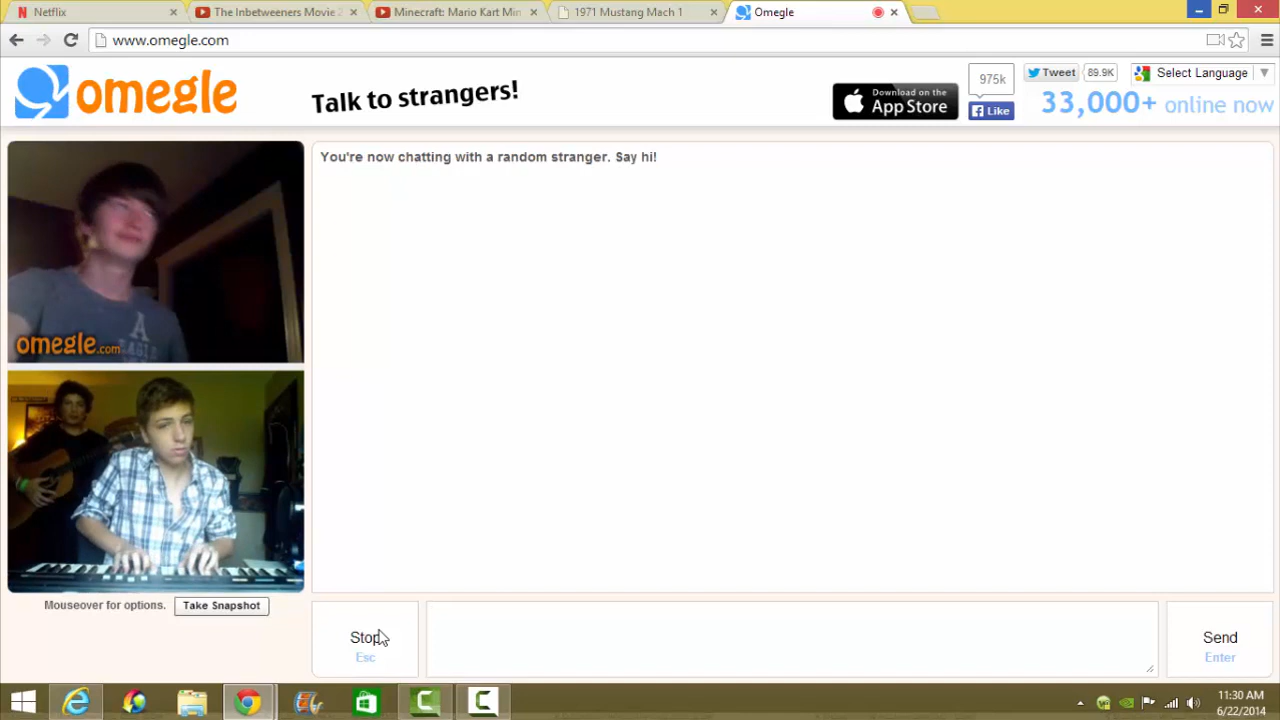 Netflix
The Inbetweeners Movie 2
Minecraft: Mario Kart Min
1971 Mustang Mach 1
Omegle
www.omegle.com
omegle
Talk to strangers!
Download on the
App Store
975k
Like
Tweet
89.9K
Select Language
33,000+ online now
You're now chatting with a random stranger. Say hi!
omegle.com
Mouseover for options.
Take Snapshot
Stop
Esc
Send
Enter
11:30 AM
6/22/2014